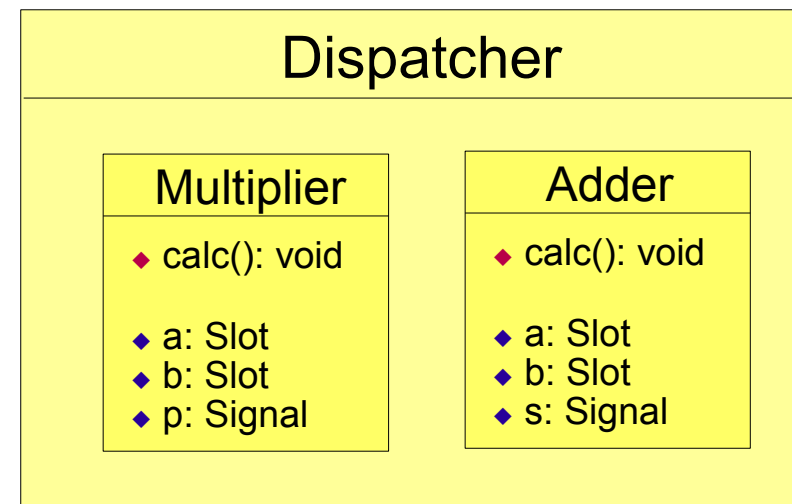 Dispatcher
Multiplier
calc(): void
a: Slot
b: Slot
p: Signal
Adder
calc(): void
a: Slot
b: Slot
s: Signal